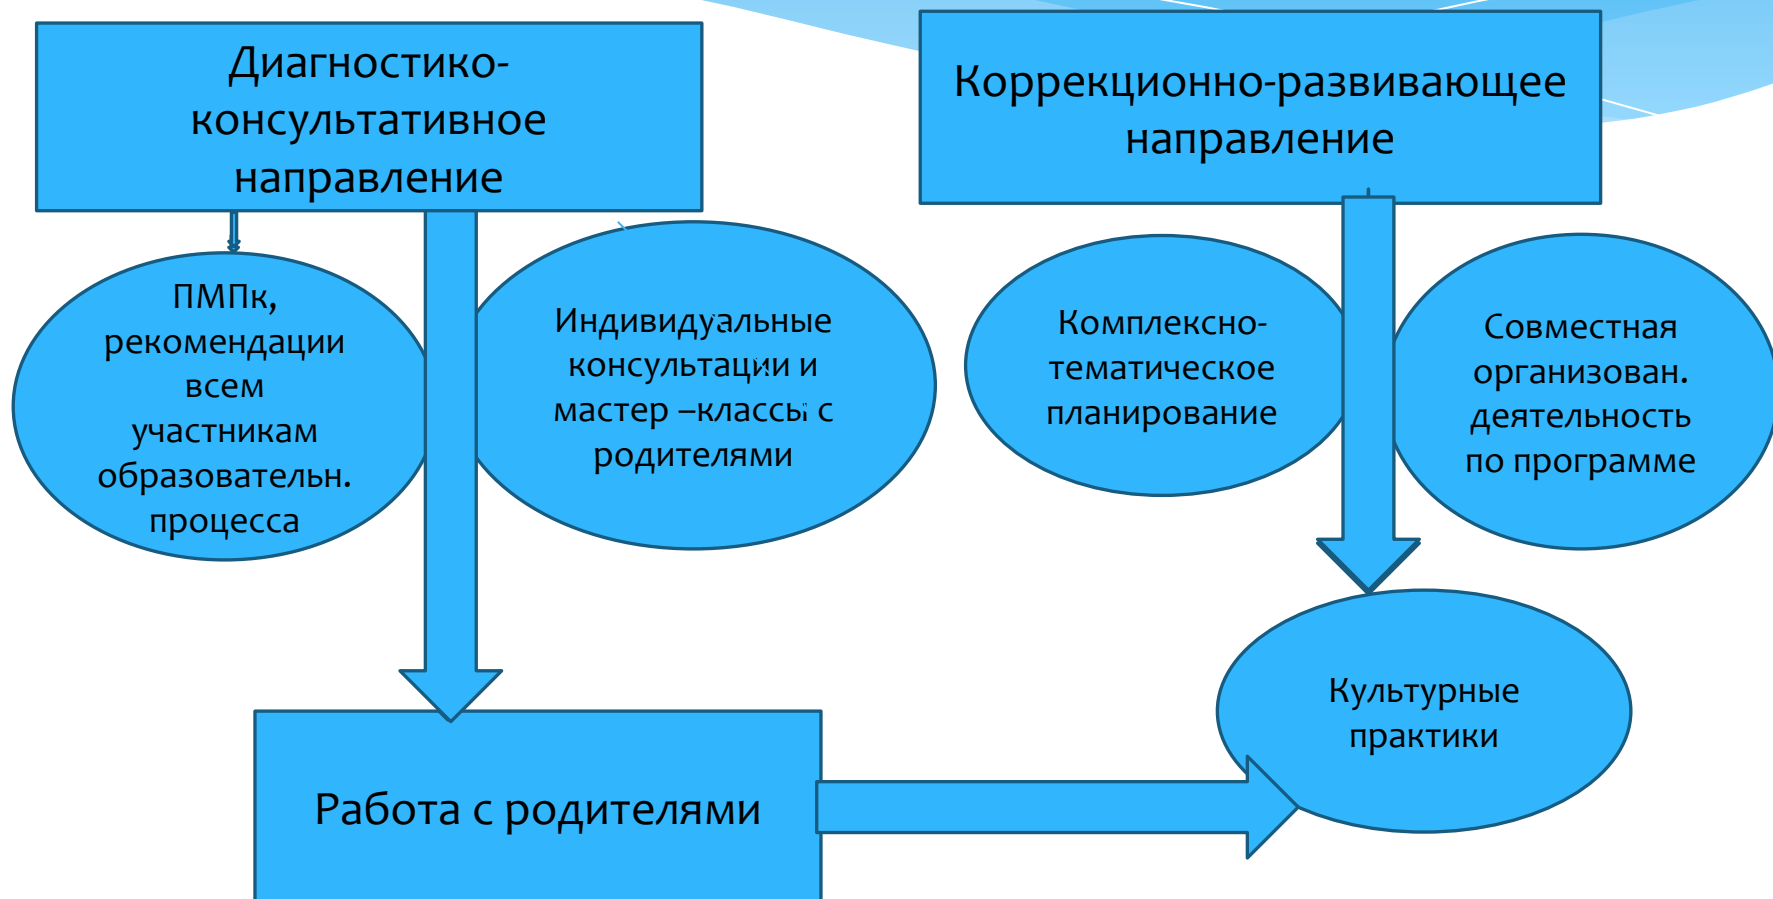 Диагностико-
консультативное
направление
Коррекционно-развивающее
направление
ПМПк,
рекомендации
всем
участникам
образовательн.
процесса
Индивидуальные
консультации и
мастер –классы с
родителями
Комплексно-
тематическое
планирование
Совместная
организован.
деятельность
по программе
Культурные
практики
Работа с родителями